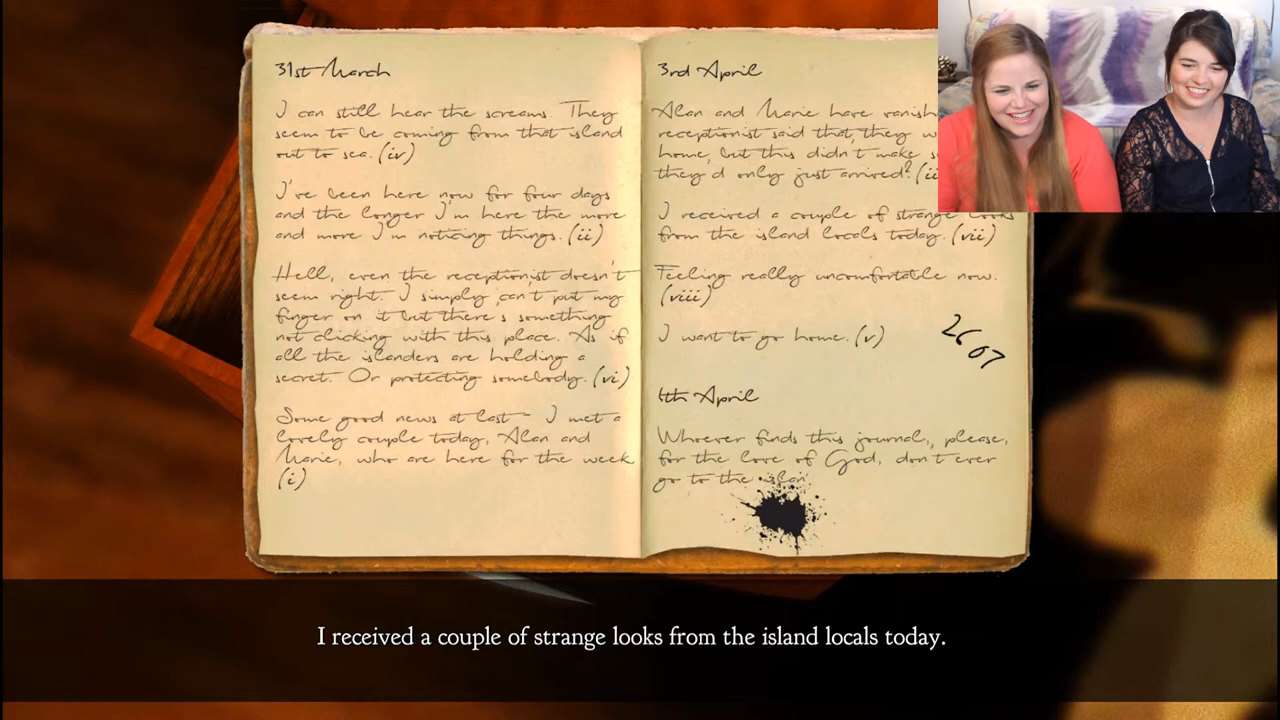 31st March
I can still hear the screams. They
seem to be coming from that island
out to sea. (iv)
I've been here now for four days
and the longer I'm here the more
and more I'm noticing things. (ii)
Hell, even the receptionist doesn't
seem right. I simply can't put my
finger on it but there's something
not clicking with this place. As if
all the islanders are holding a
secret. Or protecting somebody. (vi)
Some good news at last - I met a
lovely couple today, Alan and
Marie, who are here for the week
(i)
3rd April
Alan and Marie have vanish
receptionist said that they w
home, but this didn't make s
they'd only just arrived? (ii
I received a couple of strange looks
from the island locals today. (vii)
Feeling really uncomfortable now.
(viii)
I want to go home. (v)
2607
6th April
Whoever finds this journal,, please,
for the love of God, don't ever
go to the islan
I received a couple of strange looks from the island locals today.